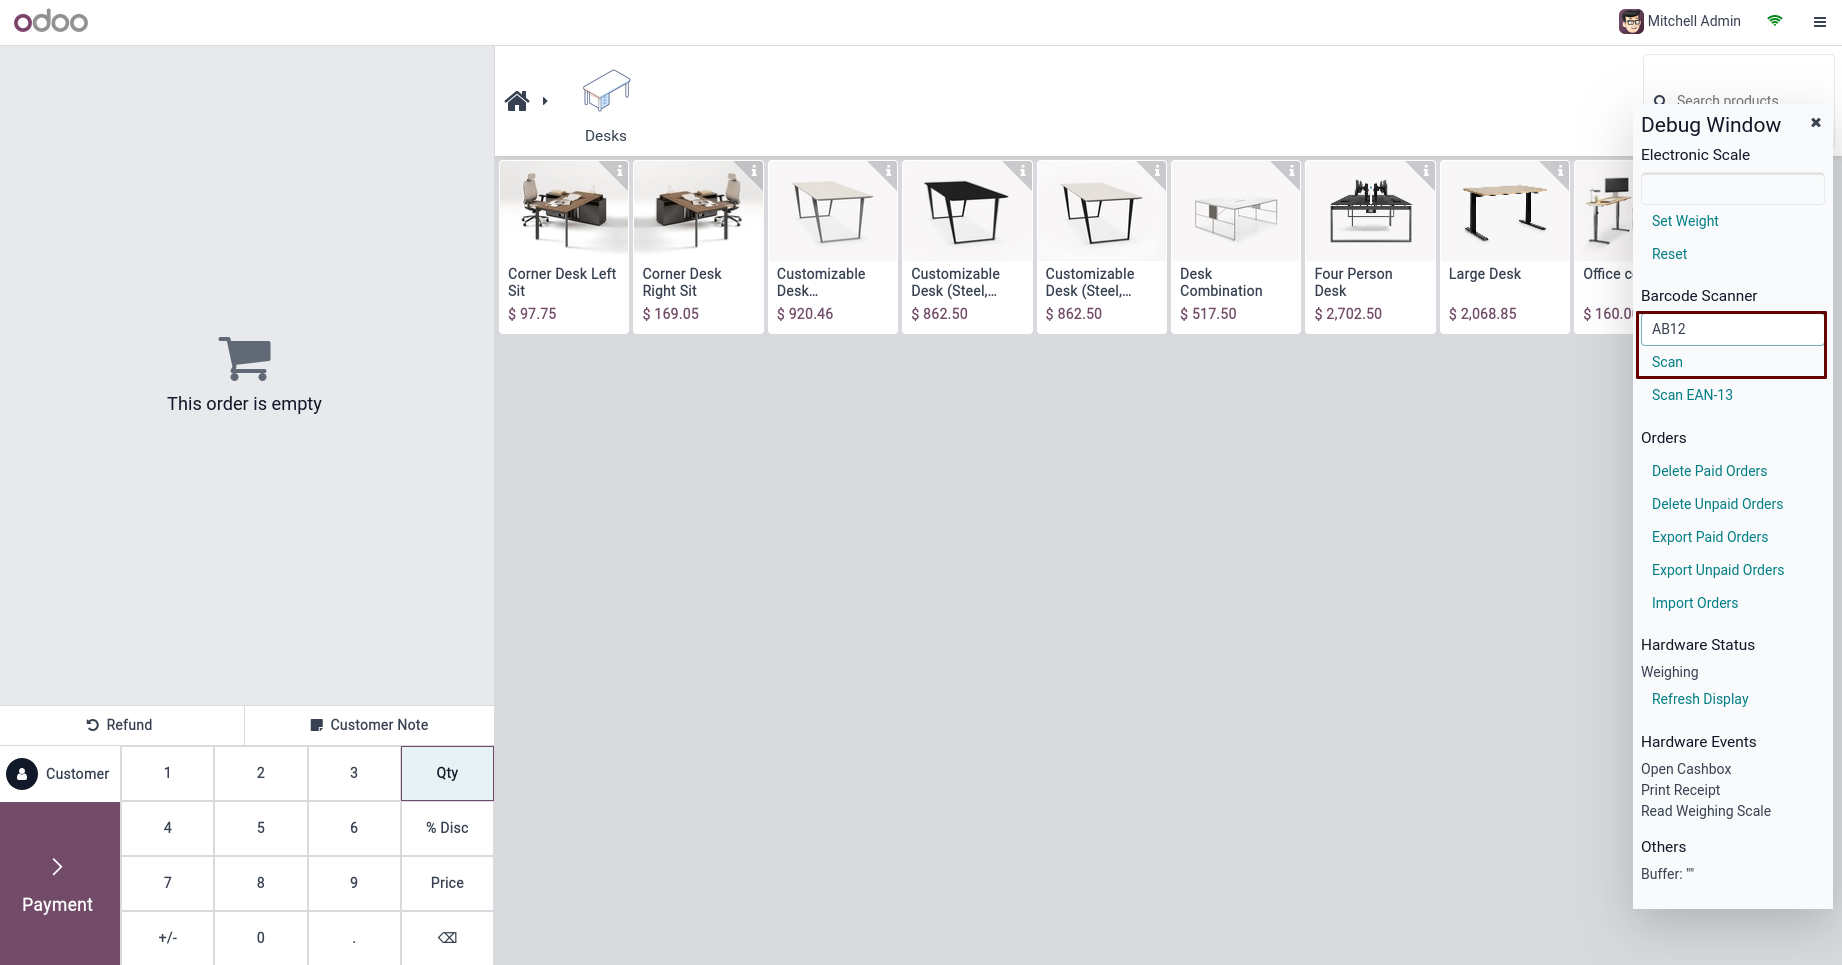 odoo
Mitchell Admin
Desks
Search products
Corner Desk Left
Sit
$ 97.75
Corner Desk
Right Sit
$ 169.05
Customizable
Desk...
$ 920.46
Customizable
Desk (Steel,...
$ 862.50
Customizable
Desk (Steel,...
$ 862.50
Desk
Combination
$ 517.50
Four Person
Desk
$ 2,702.50
Large Desk
$ 2,068.85
Office c
$ 160.0
This order is empty
Refund
Customer Note
Customer
1
2
3
Qty
4
5
6
% Disc
7
8
9
Price
+/-
0
.
⌫
Payment
Debug Window
Electronic Scale
Set Weight
Reset
Barcode Scanner
AB12
Scan
Scan EAN-13
Orders
Delete Paid Orders
Delete Unpaid Orders
Export Paid Orders
Export Unpaid Orders
Import Orders
Hardware Status
Weighing
Refresh Display
Hardware Events
Open Cashbox
Print Receipt
Read Weighing Scale
Others
Buffer: ""